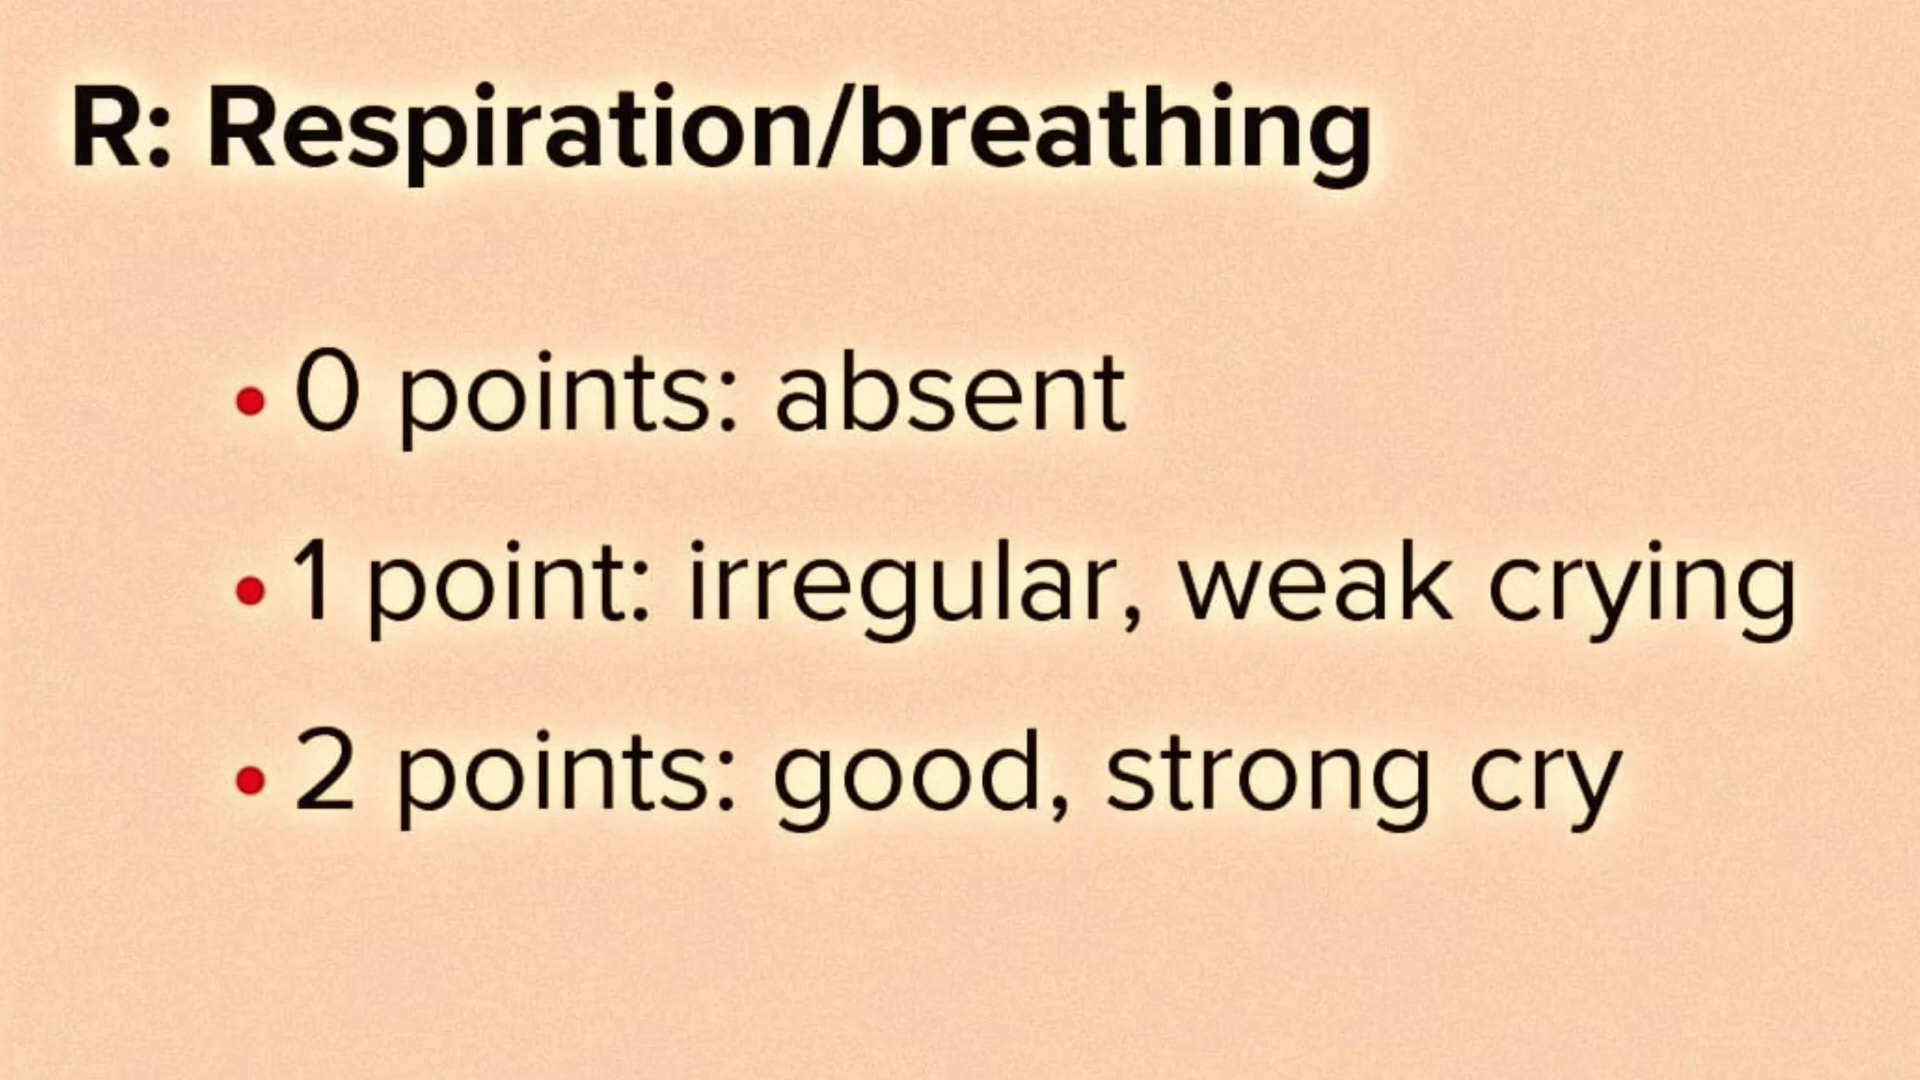 R: Respiration/breathing
• 0 points: absent
• 1 point: irregular, weak crying
• 2 points: good, strong cry